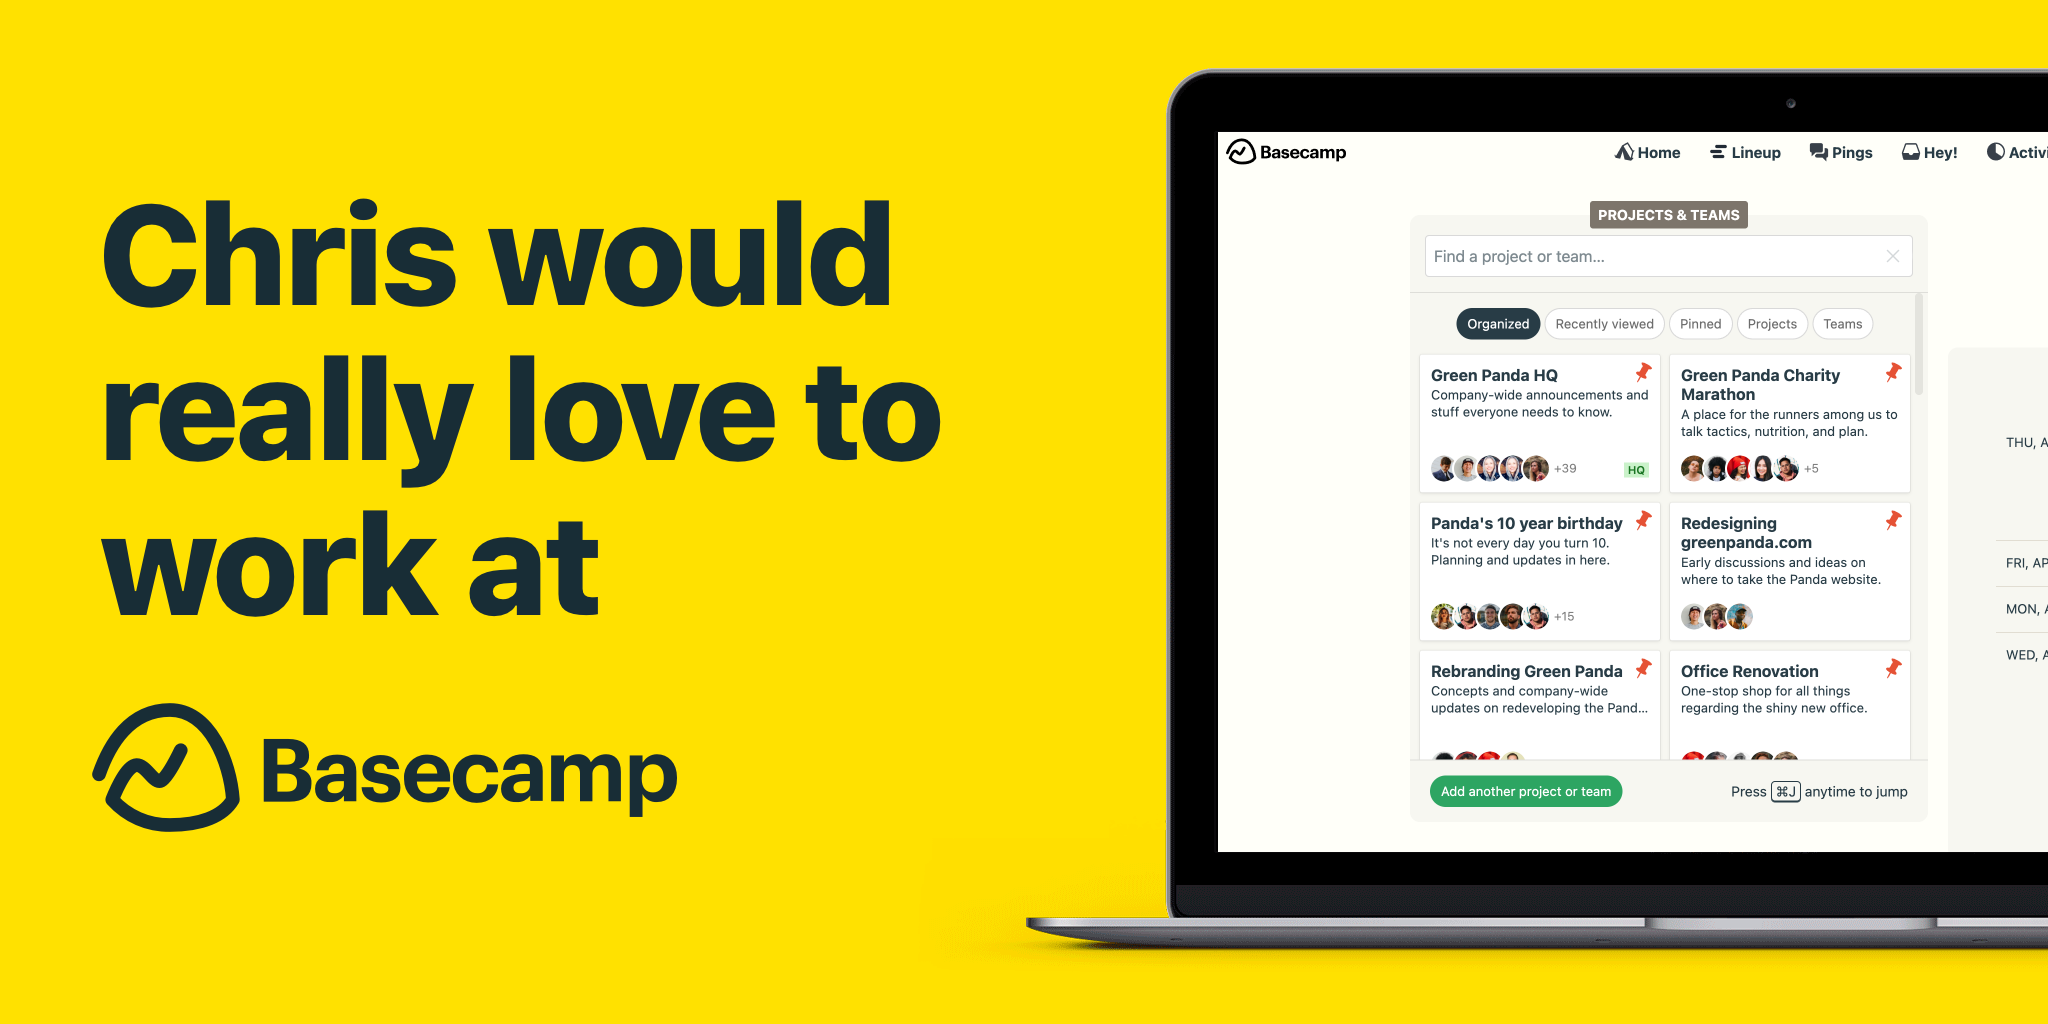 Chris would
really love to
work at
Basecamp
Basecamp
Home
Lineup
Pings
Hey!
Activi
PROJECTS & TEAMS
Find a project or team...
Organized
Recently viewed
Pinned
Projects
Teams
Green Panda HQ
Company-wide announcements and
stuff everyone needs to know.
+39
HQ
Green Panda Charity
Marathon
A place for the runners among us to
talk tactics, nutrition, and plan.
+5
Panda's 10 year birthday
It's not every day you turn 10.
Planning and updates in here.
+15
Redesigning
greenpanda.com
Early discussions and ideas on
where to take the Panda website.
Rebranding Green Panda
Concepts and company-wide
updates on redeveloping the Pand...
Office Renovation
One-stop shop for all things
regarding the shiny new office.
Add another project or team
Press ⌘J anytime to jump
THU, A
FRI, AP
MON, A
WED, A